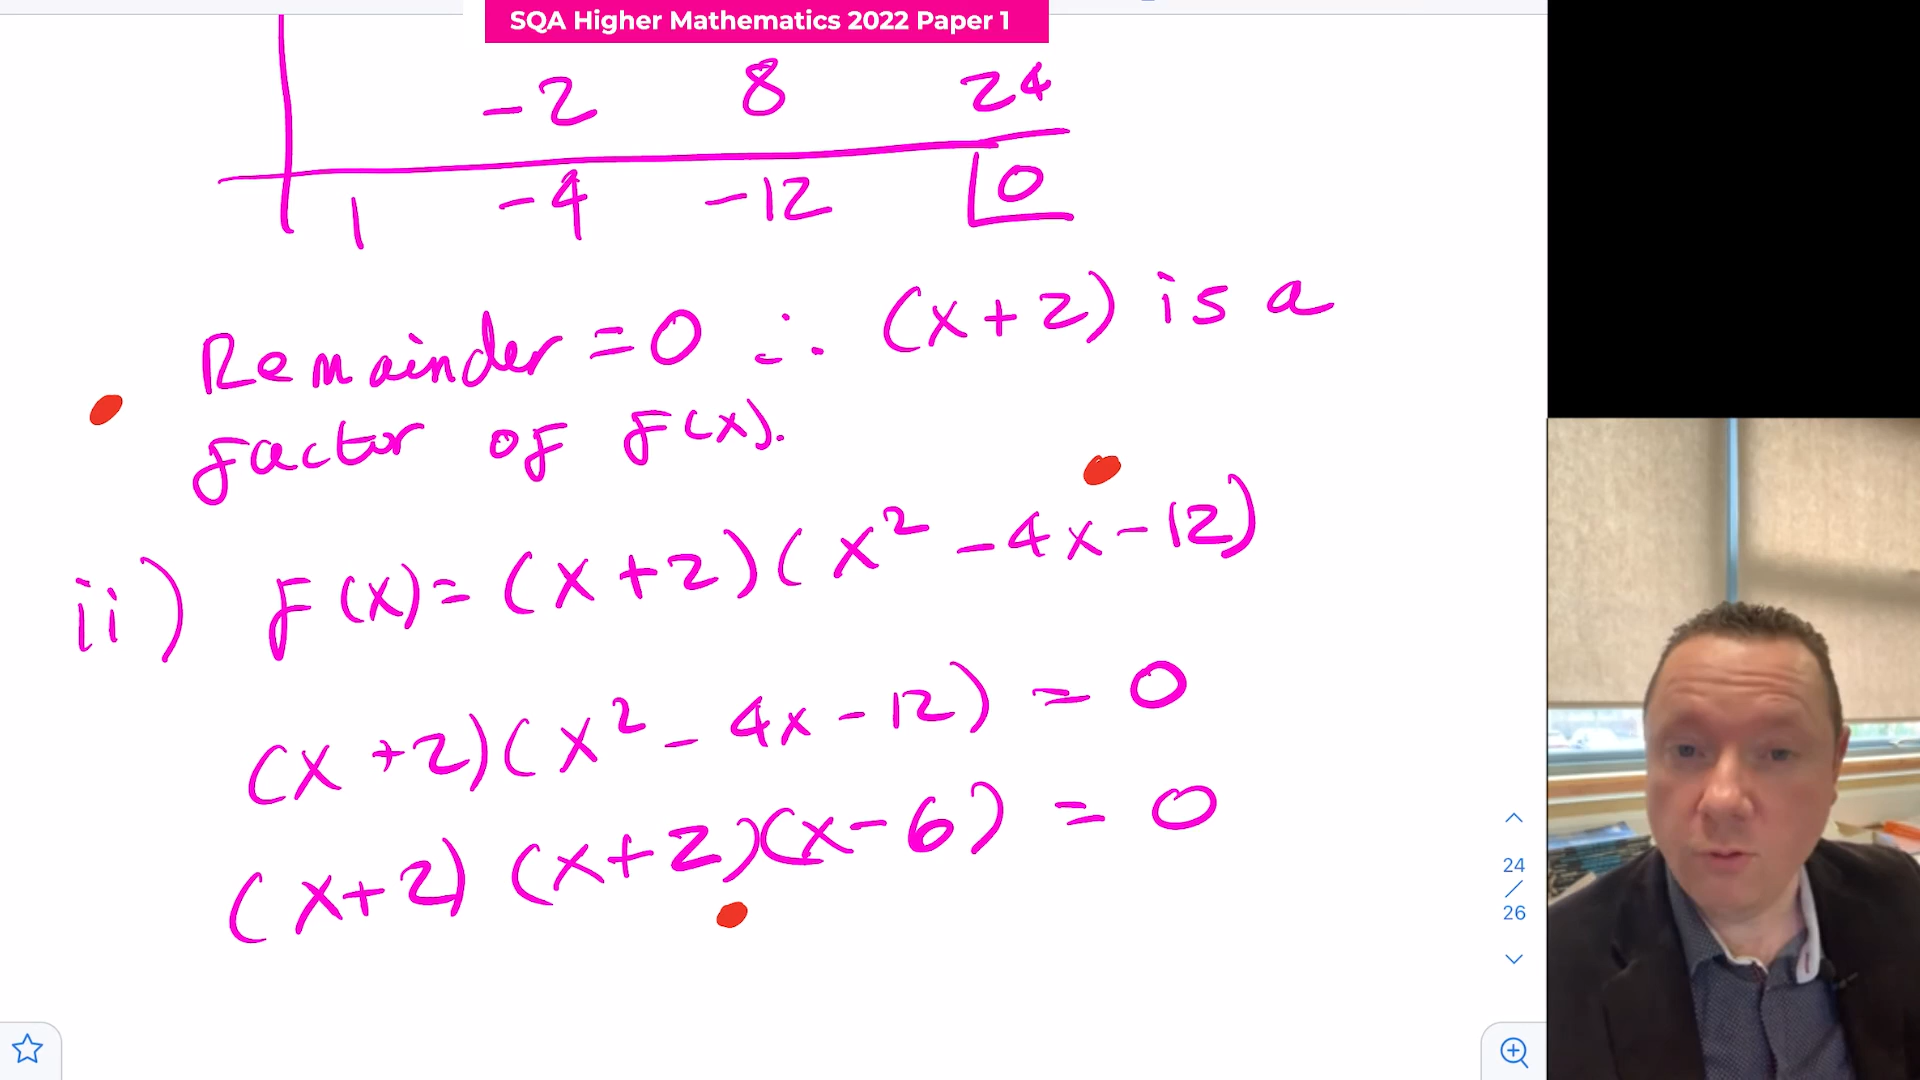 SQA Higher Mathematics 2022 Paper 1
-2 8 24
1 -4 -12 0
Remainder = 0 ∴ (x+2) is a
factor of f(x).
ii) f(x) = (x+2)(x² - 4x - 12)
(x+2)(x² - 4x - 12) = 0
(x+2)(x+2)(x-6) = 0
24
/
26